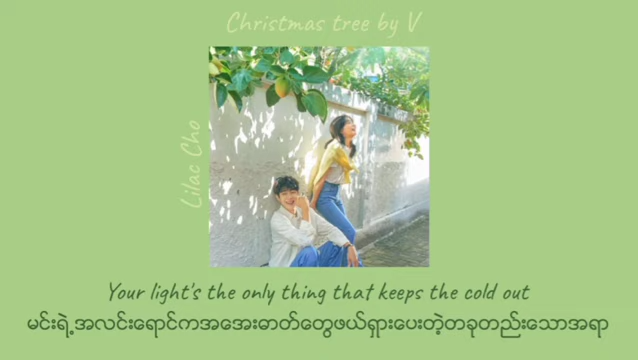 Christmas tree by V
Lilac Cho
Your light's the only thing that keeps the cold out
မင်းရဲ့အလင်းရောင်ကအအေးဓာတ်တွေဖယ်ရှားပေးတဲ့တခုတည်းသောအရာ